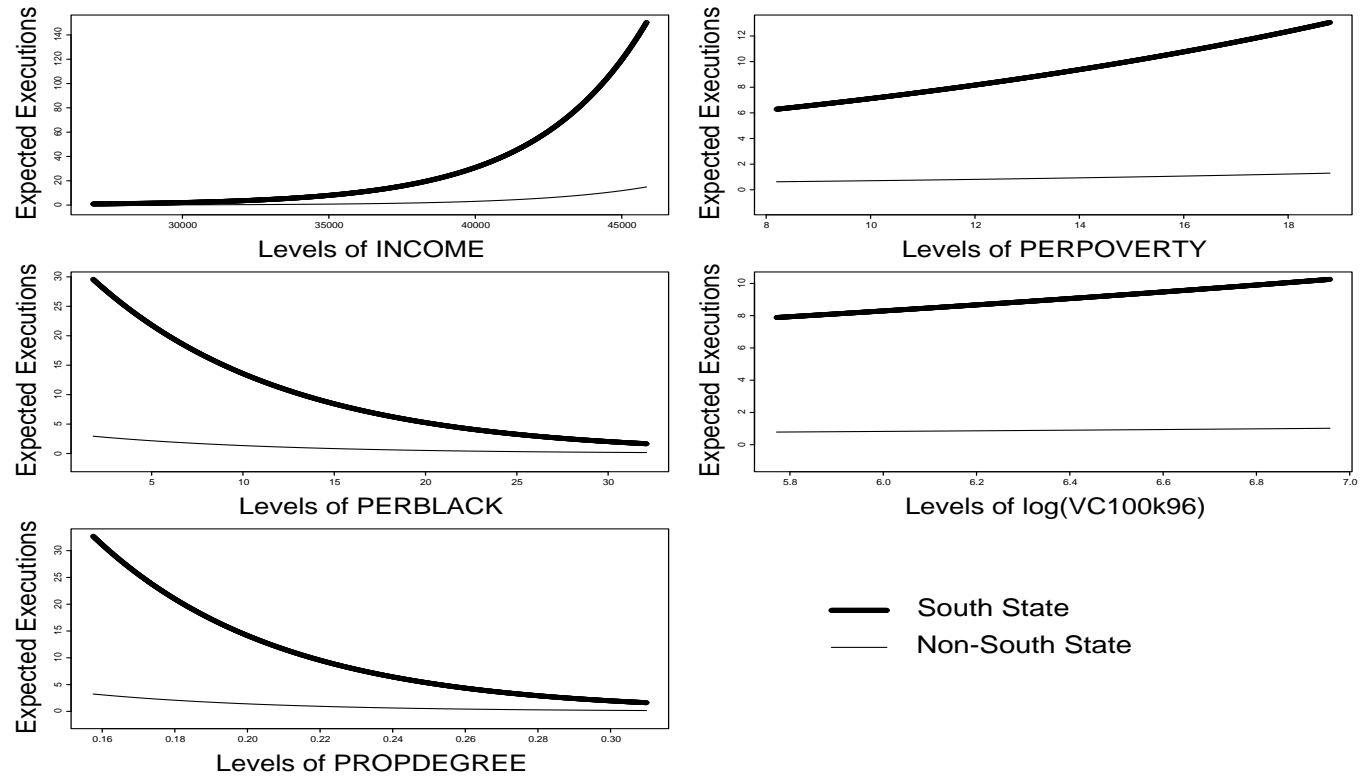 Expected Executions
0 20 40 60 80 100 120 140
30000 35000 40000 45000
Levels of INCOME
Expected Executions
0 2 4 6 8 10 12
8 10 12 14 16 18
Levels of PERPOVERTY
Expected Executions
0 5 10 15 20 25 30
5 10 15 20 25 30
Levels of PERBLACK
Expected Executions
0 2 4 6 8 10
5.8 6.0 6.2 6.4 6.6 6.8 7.0
Levels of log(VC100k96)
Expected Executions
0 5 10 15 20 25 30
0.16 0.18 0.20 0.22 0.24 0.26 0.28 0.30
Levels of PROPDEGREE
South State
Non-South State